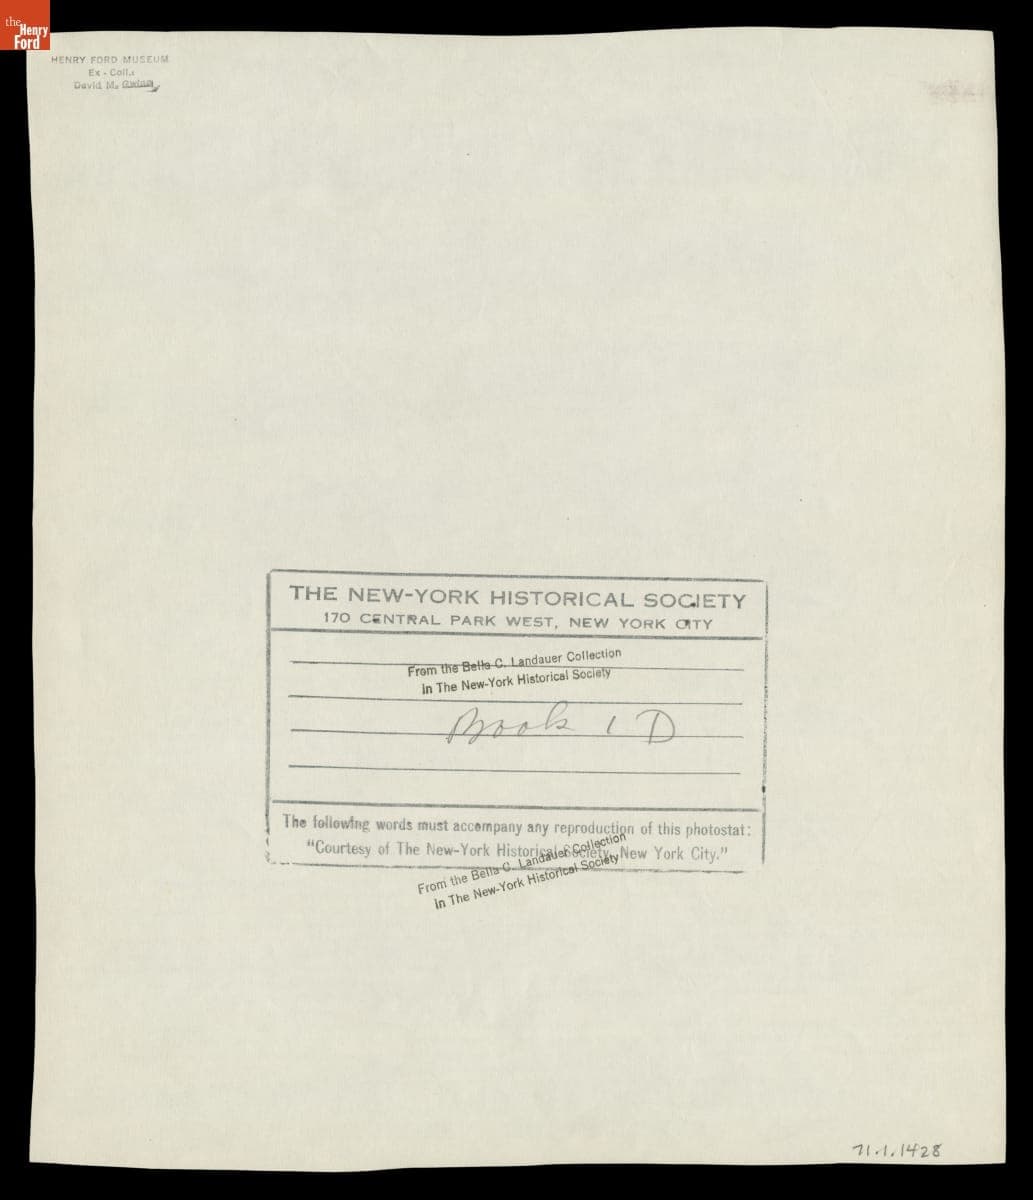 the
Henry
Ford
HENRY FORD MUSEUM
Ex - Coll.:
David M. Gwinn
THE NEW-YORK HISTORICAL SOCIETY
170 CENTRAL PARK WEST, NEW YORK CITY
From the Bella C. Landauer Collection
In The New-York Historical Society
Book 1 D
The following words must accompany any reproduction of this photostat:
"Courtesy of The New-York Historical Society, New York City."
From the Bella C. Landauer Collection
In The New-York Historical Society
71.1.1428